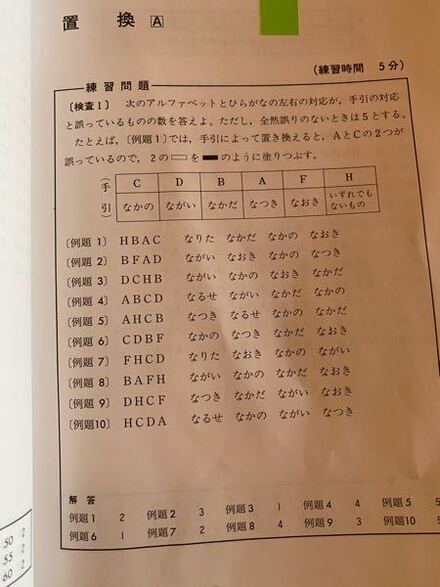 置換 A
(練習時間 5分)
練習問題
〔検査Ⅰ〕 次のアルファベットとひらがなの左右の対応が，手引の対応
と誤っているものの数を答えよ。ただし，全然誤りのないときは5とする。
たとえば，〔例題1〕では，手引によって置き換えると，AとCの2つが
誤っているので，2の▭を▬のように塗りつぶす。
(手引) C D B A F H
なかの ながい なかだ なつき なおき いずれでもないもの
〔例題 1〕 HBAC なりた なかだ なかの なおき
〔例題 2〕 BFAD ながい なおき なかの なつき
〔例題 3〕 DCHB ながい なかの なおき なかだ
〔例題 4〕 ABCD なるせ ながい なかだ なかの
〔例題 5〕 AHCB なつき なるせ なかの なかだ
〔例題 6〕 CDBF なかの なつき なかだ なおき
〔例題 7〕 FHCD なりた なおき なかの ながい
〔例題 8〕 BAFH ながい なかの なかだ なおき
〔例題 9〕 DHCF なつき なかだ ながい なおき
〔例題10〕 HCDA なるせ なかの ながい なつき
解答
例題1 2 例題2 3 例題3 1 例題4 4 例題5 5
例題6 1 例題7 2 例題8 4 例題9 3 例題10 5
50 2
55 2
60 2